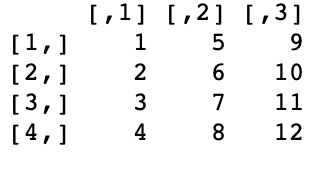 [,1] [,2] [,3]
[1,]    1    5    9
[2,]    2    6   10
[3,]    3    7   11
[4,]    4    8   12